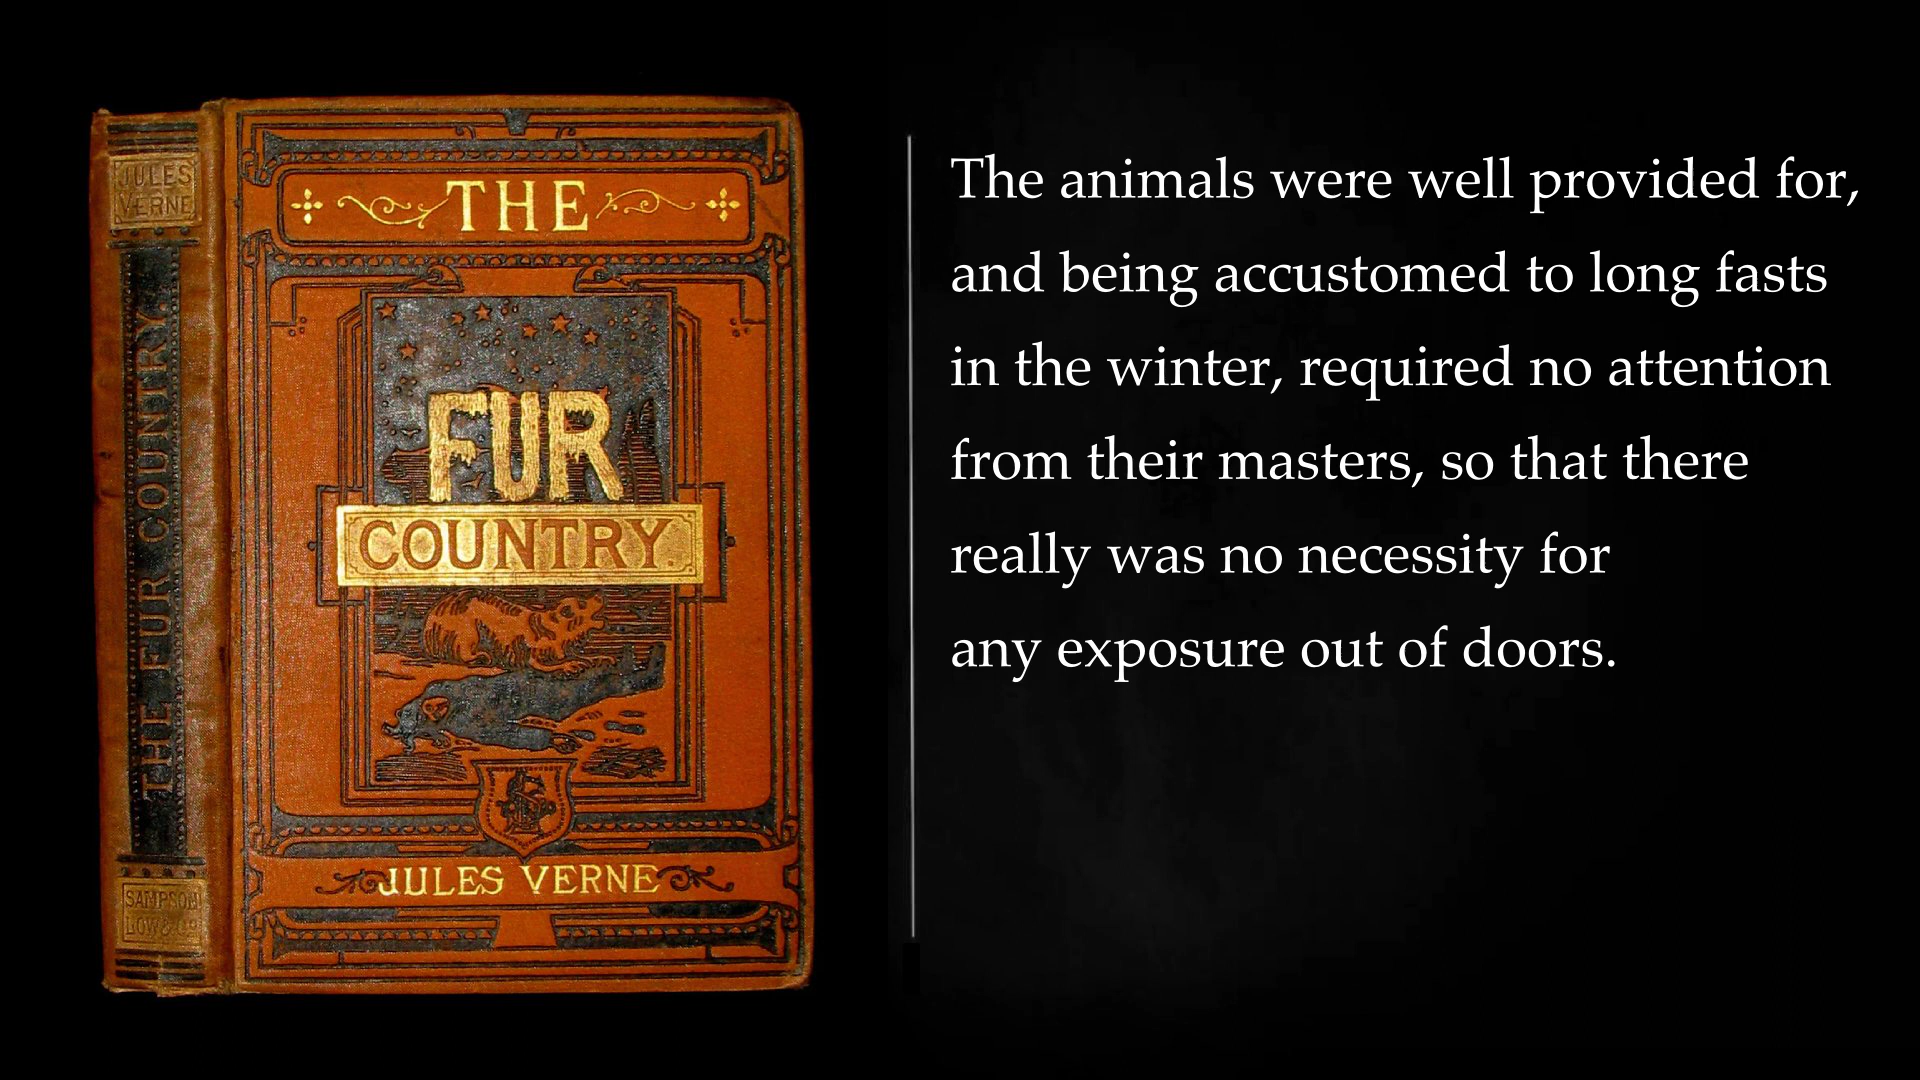 JULES
VERNE
THE FUR COUNTRY.
SAMPSON
LOW & Co
THE
FUR
COUNTRY.
JULES VERNE
The animals were well provided for,
and being accustomed to long fasts
in the winter, required no attention
from their masters, so that there
really was no necessity for
any exposure out of doors.